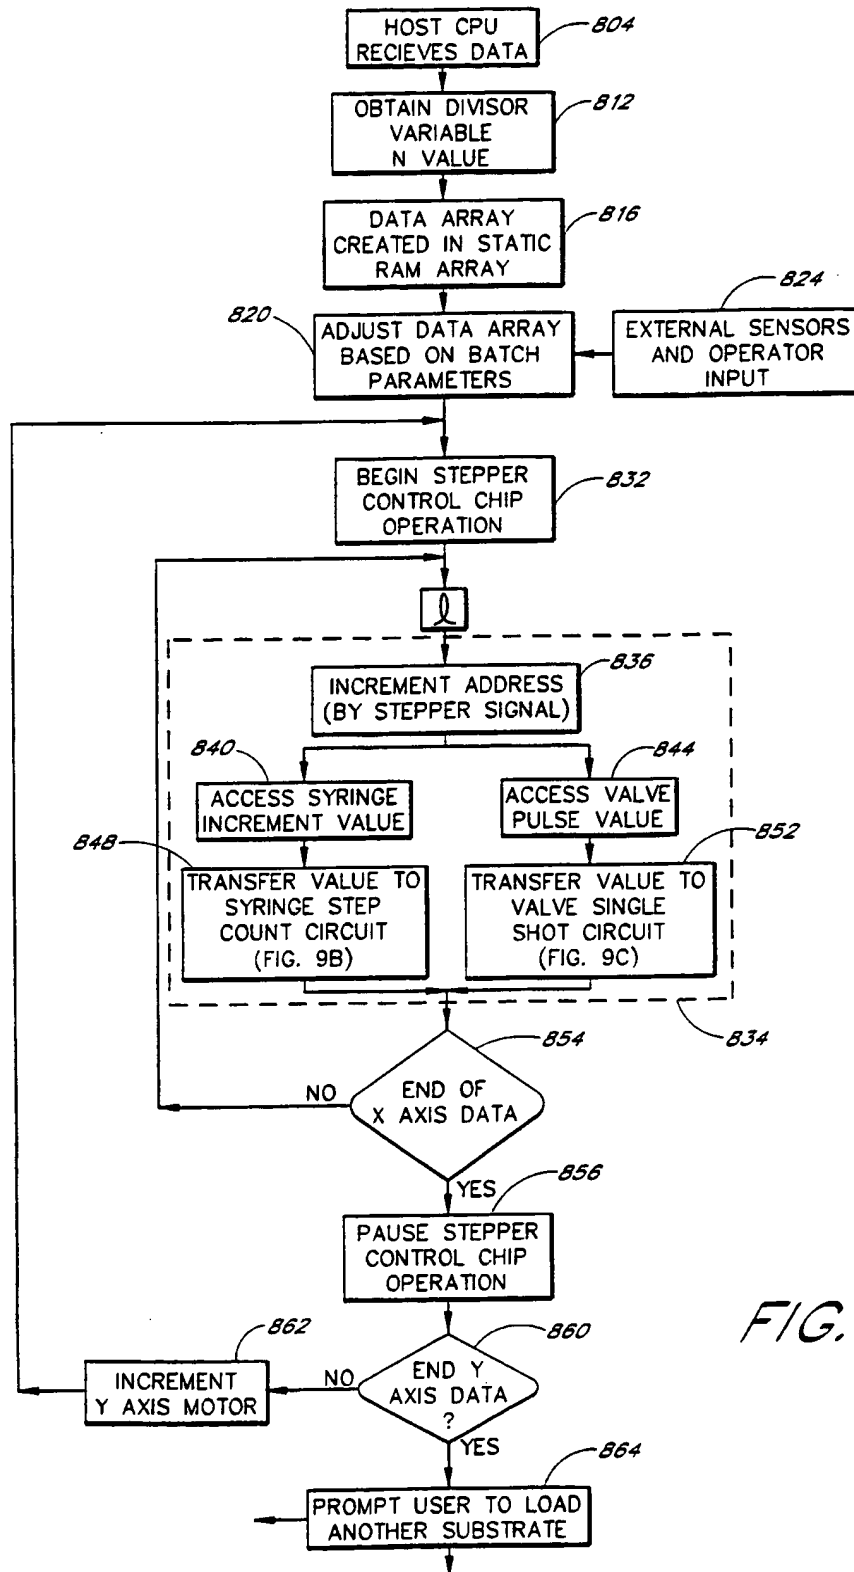 HOST CPU
RECIEVES DATA
804
OBTAIN DIVISOR
VARIABLE
N VALUE
812
DATA ARRAY
CREATED IN STATIC
RAM ARRAY
816
820
ADJUST DATA ARRAY
BASED ON BATCH
PARAMETERS
824
EXTERNAL SENSORS
AND OPERATOR
INPUT
BEGIN STEPPER
CONTROL CHIP
OPERATION
832
836
INCREMENT ADDRESS
(BY STEPPER SIGNAL)
840
ACCESS SYRINGE
INCREMENT VALUE
844
ACCESS VALVE
PULSE VALUE
848
TRANSFER VALUE TO
SYRINGE STEP
COUNT CIRCUIT
(FIG. 9B)
852
TRANSFER VALUE TO
VALVE SINGLE
SHOT CIRCUIT
(FIG. 9C)
834
854
END OF
X AXIS DATA
NO
YES
856
PAUSE STEPPER
CONTROL CHIP
OPERATION
860
END Y
AXIS DATA
?
NO
862
INCREMENT
Y AXIS MOTOR
YES
864
PROMPT USER TO LOAD
ANOTHER SUBSTRATE
FIG.